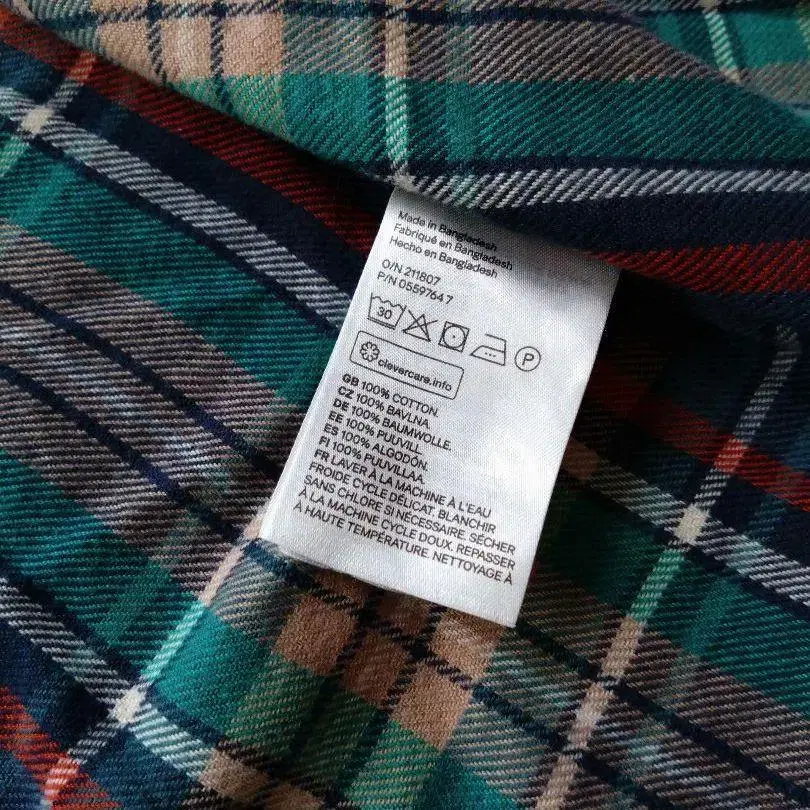 Made in Bangladesh
Fabriqué en Bangladesh
Hecho en Bangladesh
O/N 211807
P/N 0559764 7
30
P
clevercare.info
GB 100% COTTON.
CZ 100% BAVLNA.
DE 100% BAUMWOLLE.
EE 100% PUUVILL.
ES 100% ALGODÓN.
FI 100% PUUVILLAA.
FR LAVER À LA MACHINE À L'EAU
FROIDE CYCLE DÉLICAT. BLANCHIR
SANS CHLORE SI NÉCESSAIRE. SÉCHER
À LA MACHINE CYCLE DOUX. REPASSER
À HAUTE TEMPÉRATURE. NETTOYAGE À